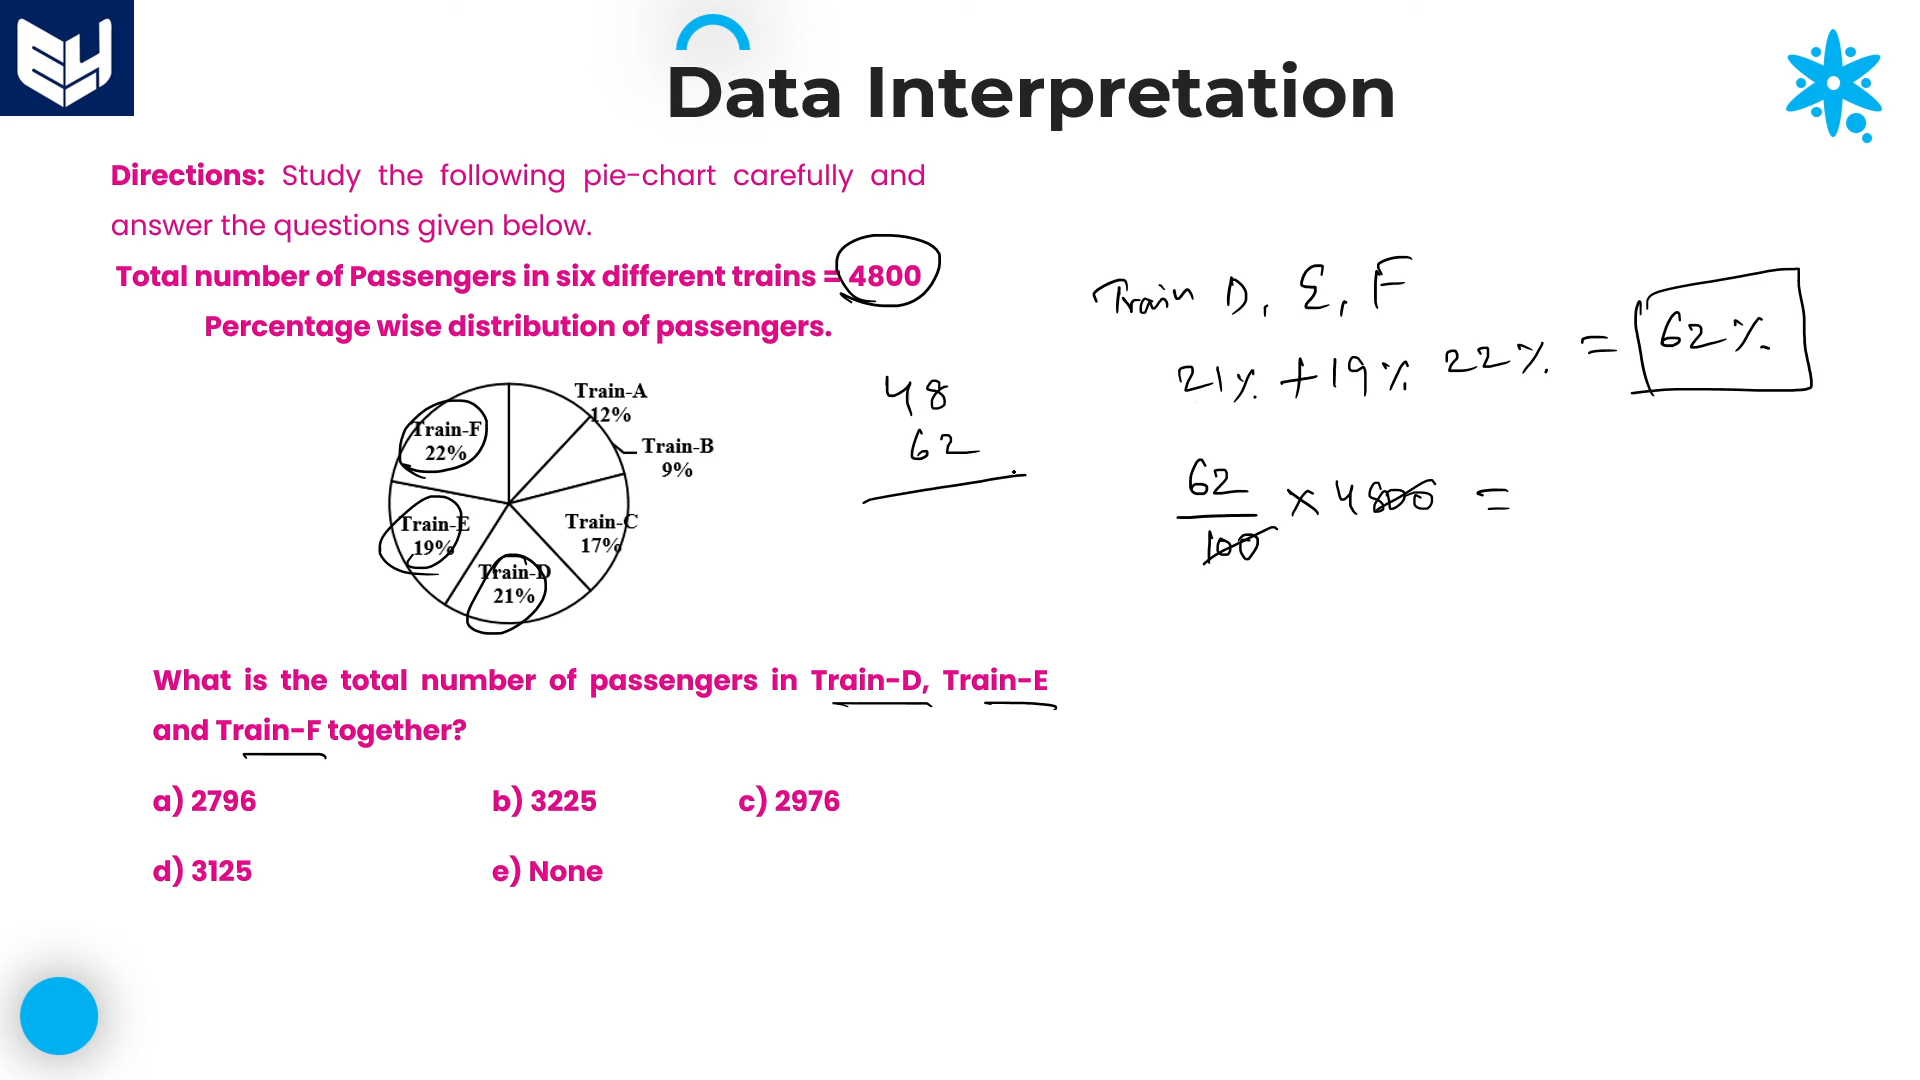 EY
Data Interpretation
Directions: Study the following pie-chart carefully and
answer the questions given below.
Total number of Passengers in six different trains = 4800
Percentage wise distribution of passengers.
Train-A
12%
Train-B
9%
Train-C
17%
Train-D
21%
Train-E
19%
Train-F
22%
48
62
Train D, E, F
21% + 19% 22% = 62%
62
100
× 4800 =
What is the total number of passengers in Train-D, Train-E
and Train-F together?
a) 2796 b) 3225 c) 2976
d) 3125 e) None